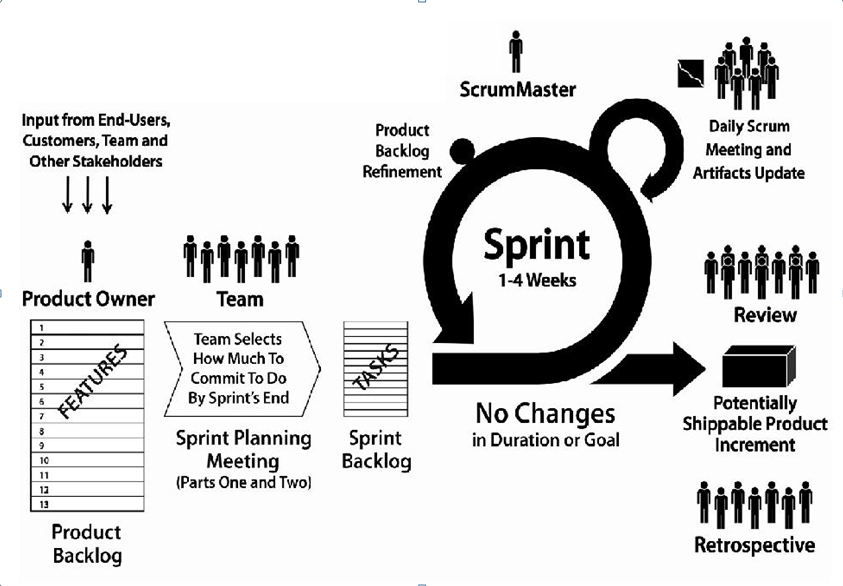 ScrumMaster
Input from End-Users,
Customers, Team and
Other Stakeholders
Product
Backlog
Refinement
Daily Scrum
Meeting and
Artifacts Update
Sprint
1-4 Weeks
Product Owner
Team
Review
1
2
3
4
5
6
7
8
9
10
11
12
13
FEATURES
Team Selects
How Much To
Commit To Do
By Sprint's End
TASKS
Sprint Planning
Meeting
(Parts One and Two)
Sprint
Backlog
No Changes
in Duration or Goal
Potentially
Shippable Product
Increment
Product
Backlog
Retrospective